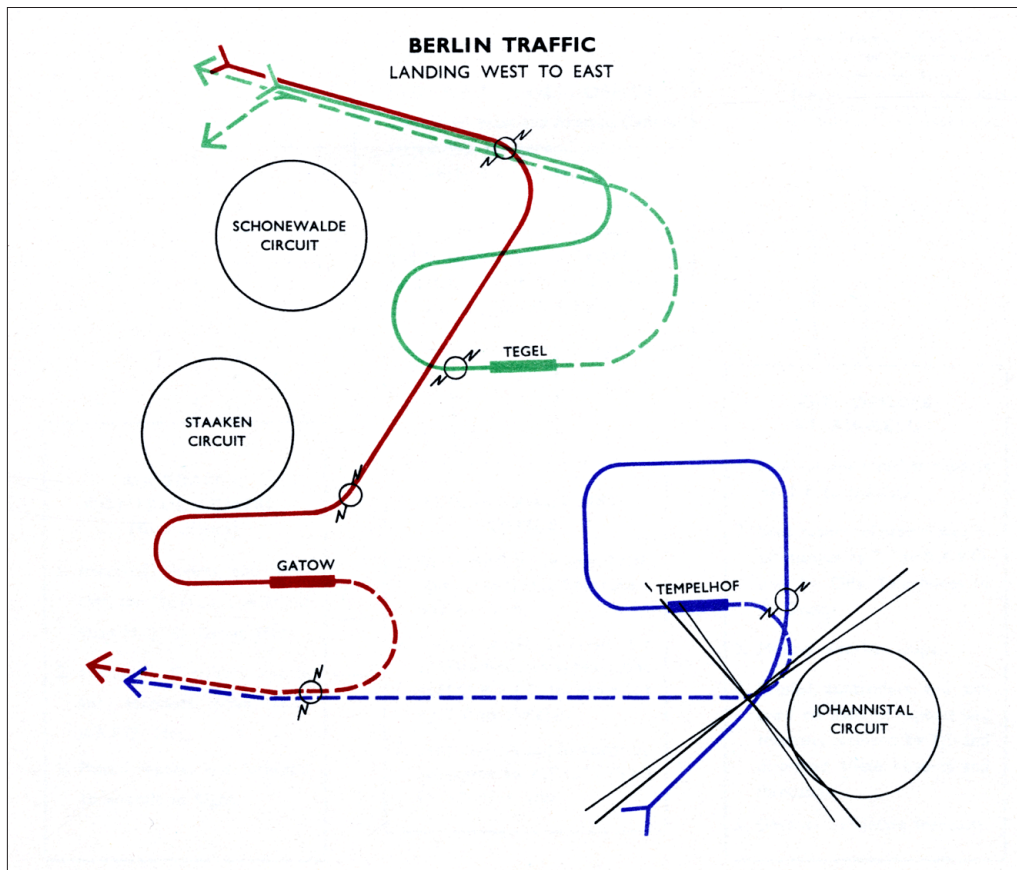 BERLIN TRAFFIC
LANDING WEST TO EAST
SCHONEWALDE
CIRCUIT
TEGEL
STAAKEN
CIRCUIT
GATOW
TEMPELHOF
JOHANNISTAL
CIRCUIT